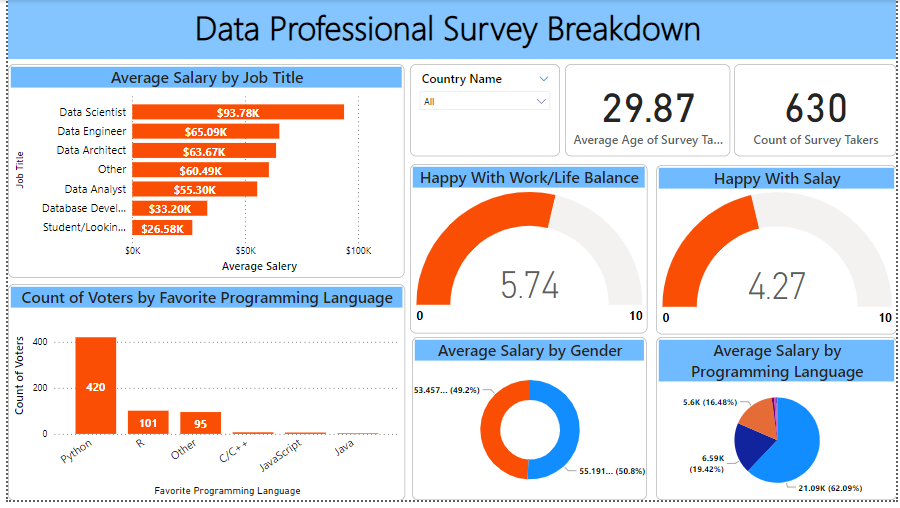 Data Professional Survey Breakdown
Average Salary by Job Title
Job Title
Data Scientist
$93.78K
Data Engineer
$65.09K
Data Architect
$63.67K
Other
$60.49K
Data Analyst
$55.30K
Database Devel...
$33.20K
Student/Lookin...
$26.58K
$0K
$50K
$100K
Average Salery
Country Name
All
29.87
Average Age of Survey Ta...
630
Count of Survey Takers
Happy With Work/Life Balance
5.74
0
10
Happy With Salay
4.27
0
10
Count of Voters by Favorite Programming Language
Count of Voters
400
200
0
420
101
95
Python
R
Other
C/C++
JavaScript
Java
Favorite Programming Language
Average Salary by Gender
53.457... (49.2%)
55.191... (50.8%)
Average Salary by
Programming Language
5.6K (16.48%)
6.59K
(19.42%)
21.09K (62.09%)